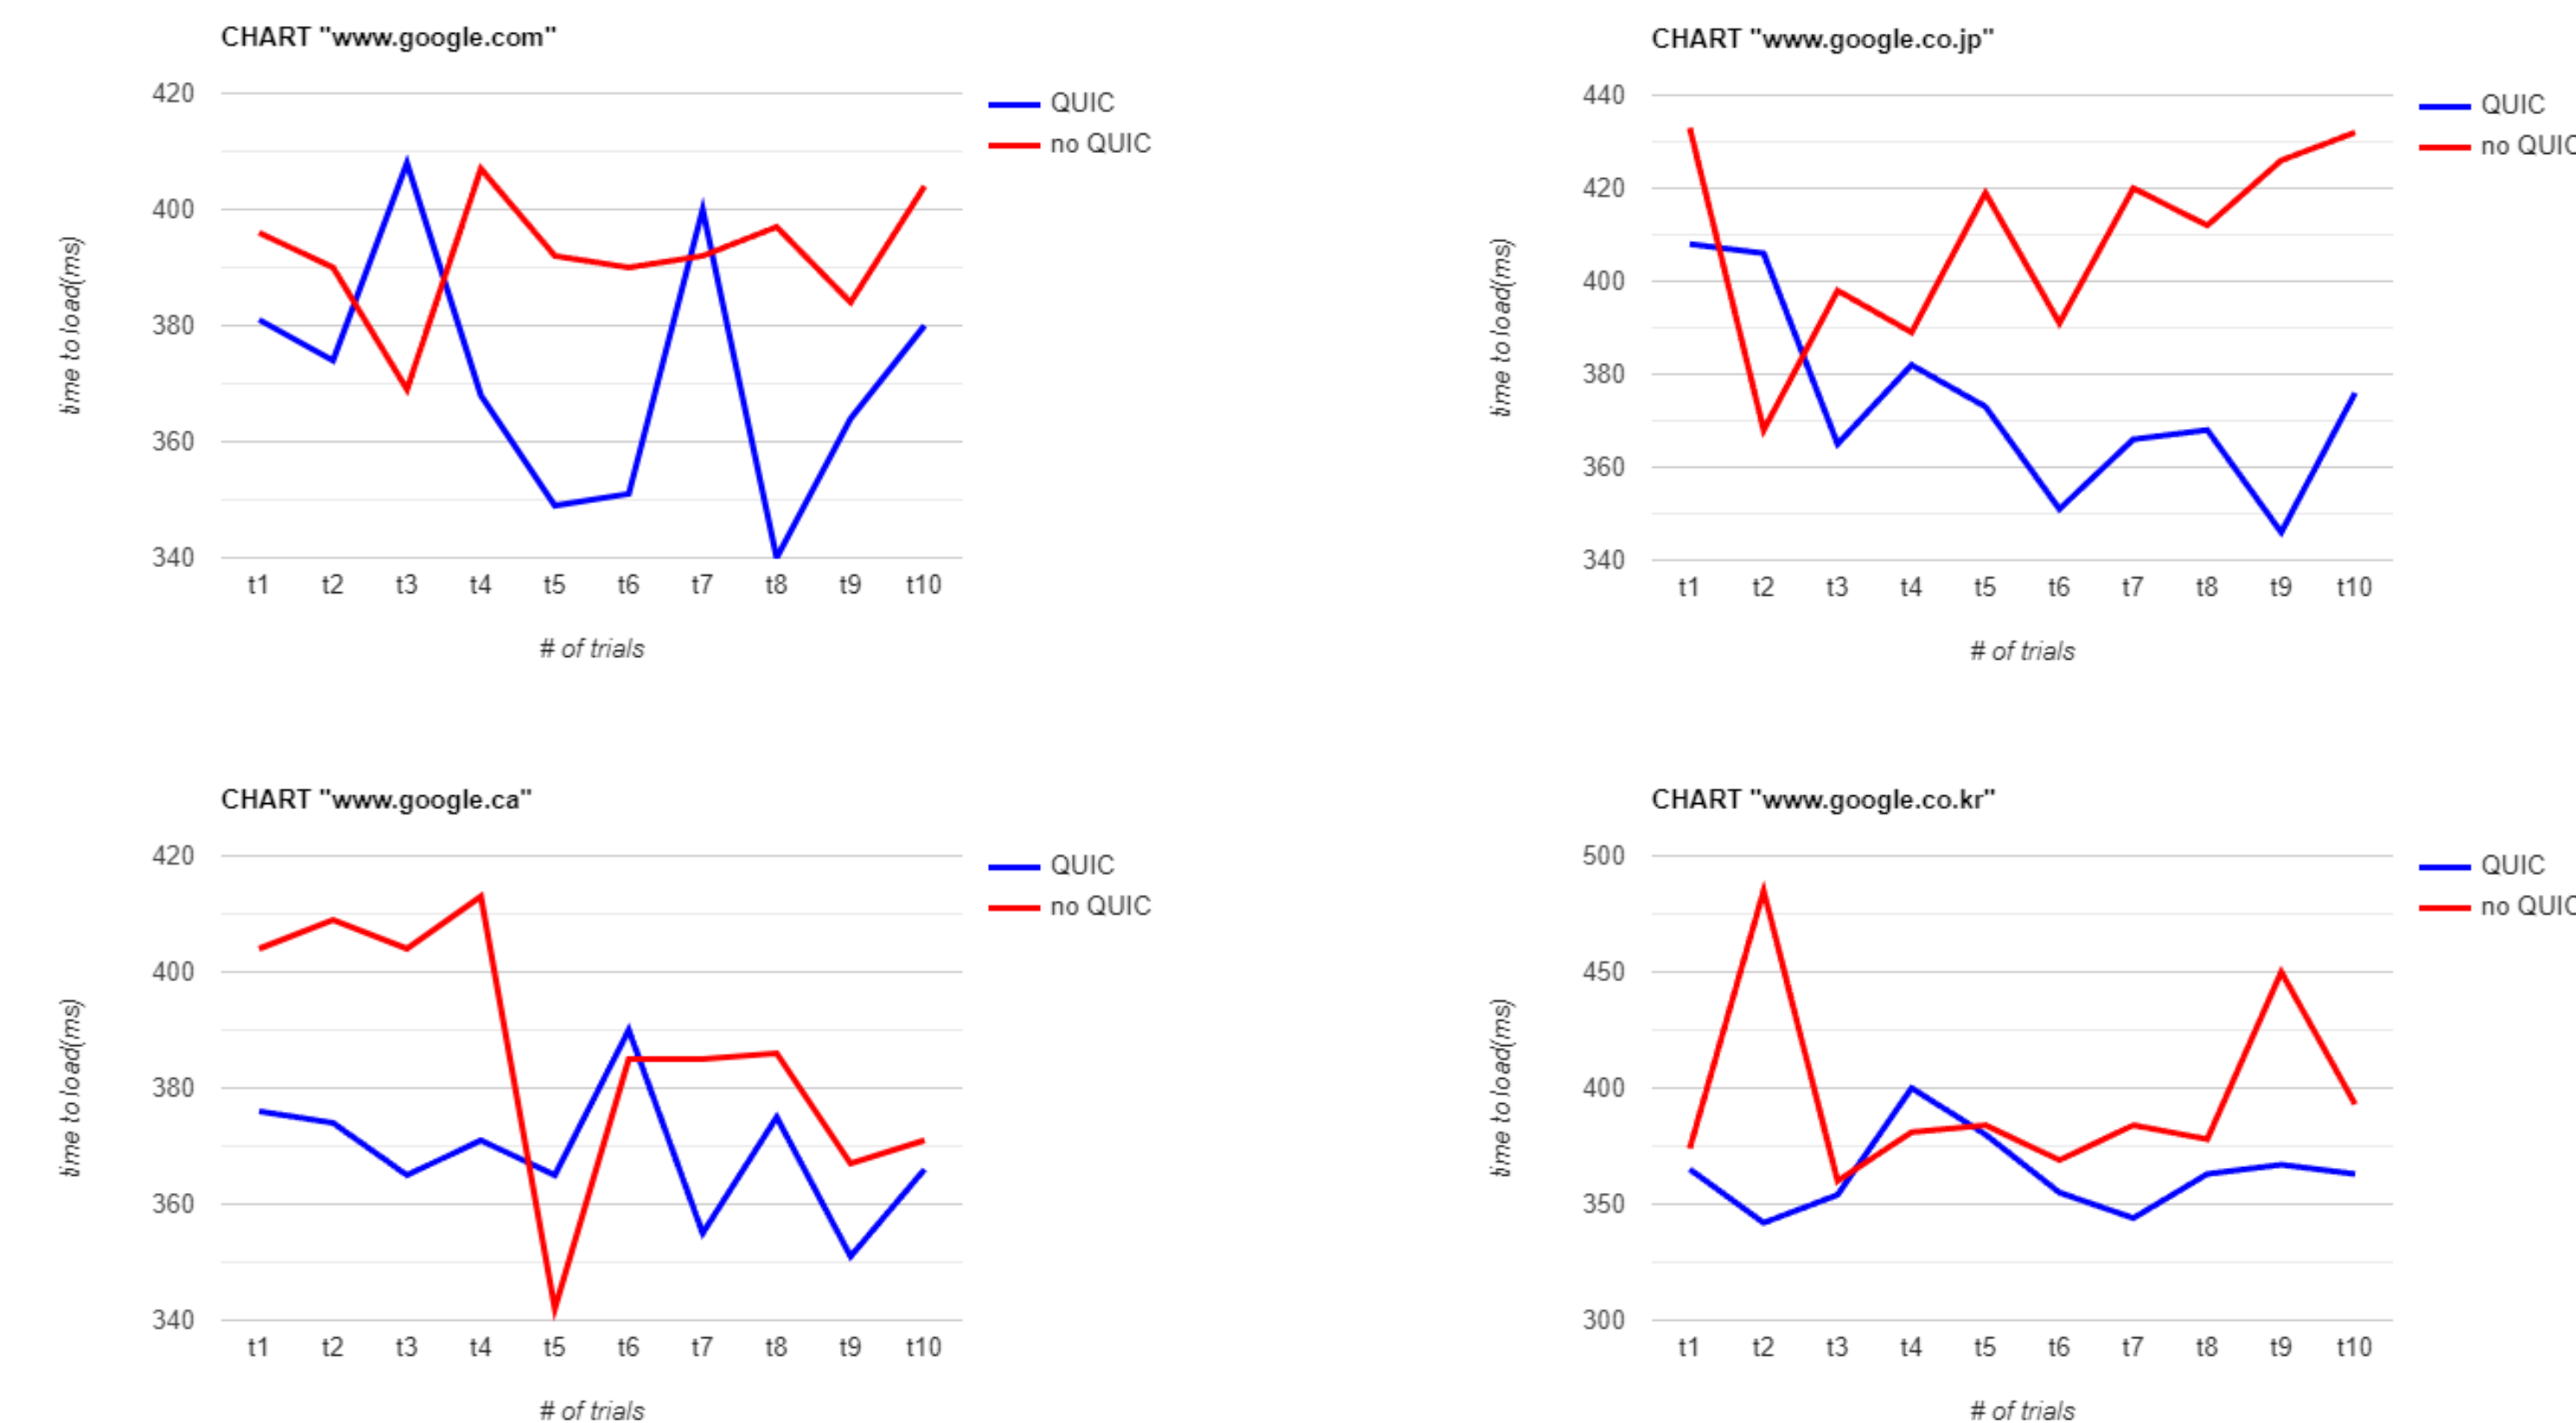 CHART "www.google.com"
420
400
380
360
340
time to load(ms)
t1 t2 t3 t4 t5 t6 t7 t8 t9 t10
# of trials
QUIC
no QUIC
CHART "www.google.co.jp"
440
420
400
380
360
340
time to load(ms)
t1 t2 t3 t4 t5 t6 t7 t8 t9 t10
# of trials
QUIC
no QUIC
CHART "www.google.ca"
420
400
380
360
340
time to load(ms)
t1 t2 t3 t4 t5 t6 t7 t8 t9 t10
# of trials
QUIC
no QUIC
CHART "www.google.co.kr"
500
450
400
350
300
time to load(ms)
t1 t2 t3 t4 t5 t6 t7 t8 t9 t10
# of trials
QUIC
no QUIC